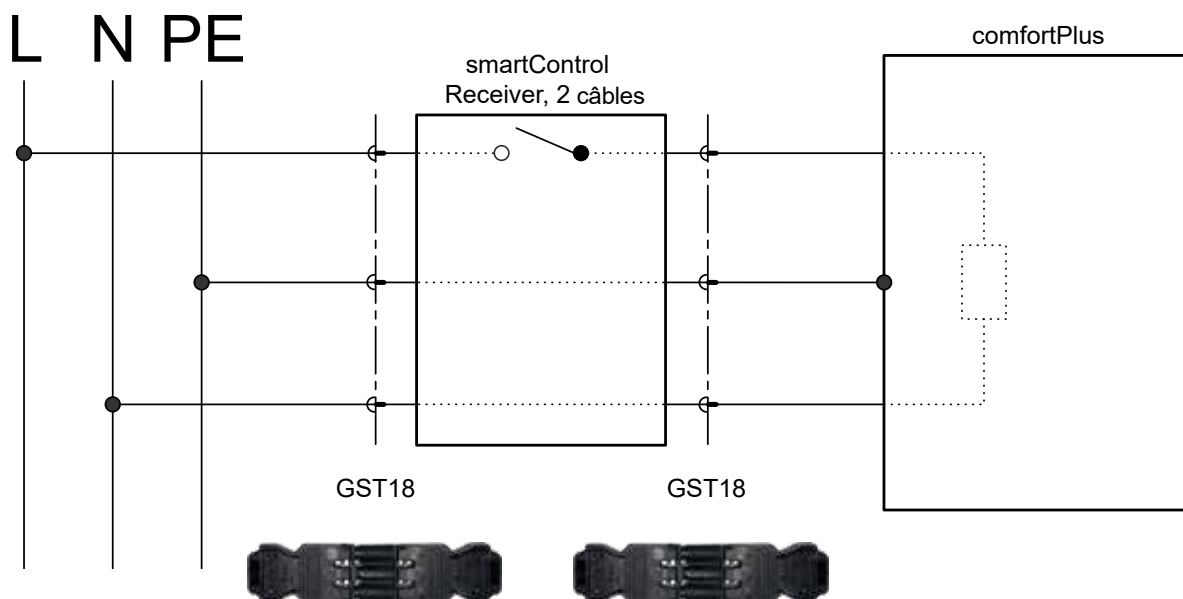 L N PE
smartControl
Receiver, 2 câbles
comfortPlus
GST18
GST18